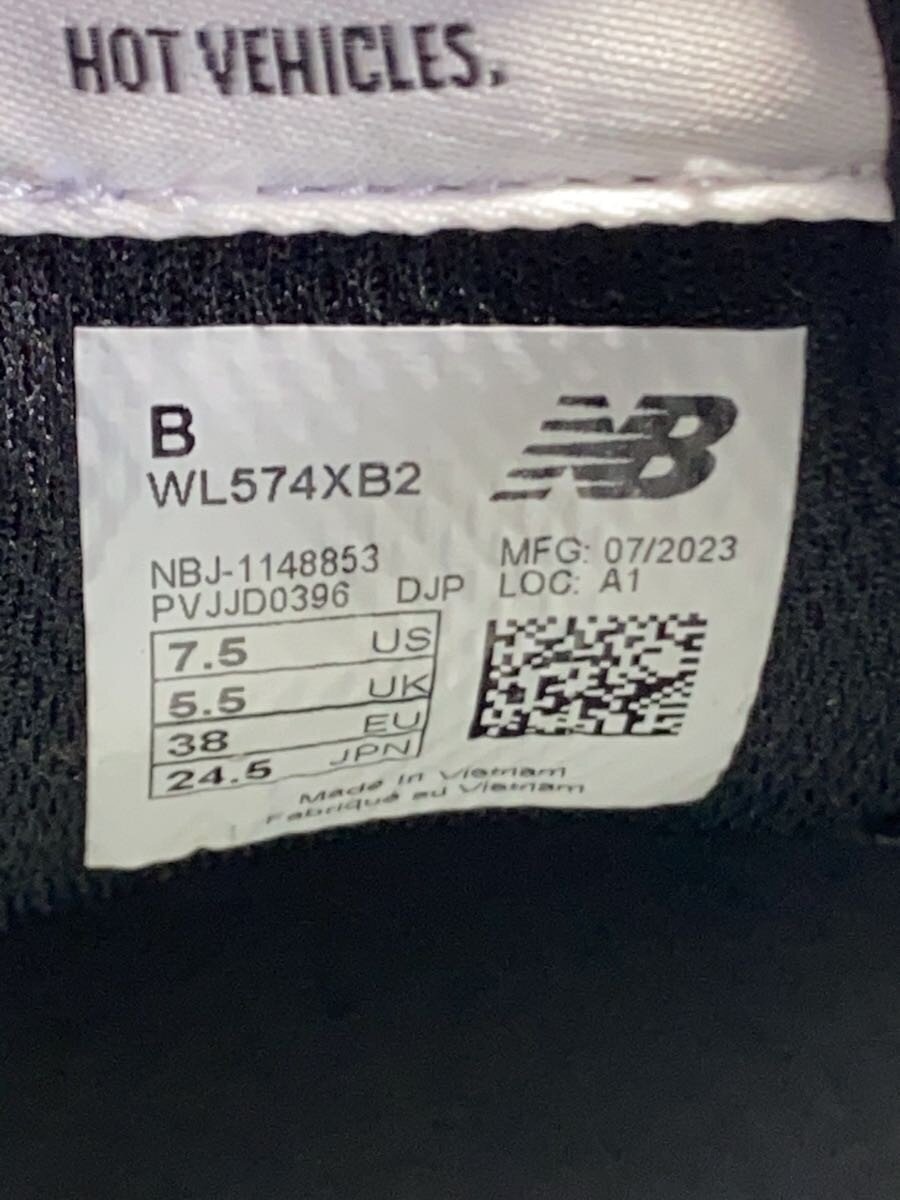 HOT VEHICLES.
B
NB
WL574XB2
NBJ-1148853
PVJJD0396 DJP
MFG: 07/2023
LOC: A1
7.5 US
5.5 UK
38 EU
24.5 JPN
Made in Vietnam
Fabriqué au Vietnam